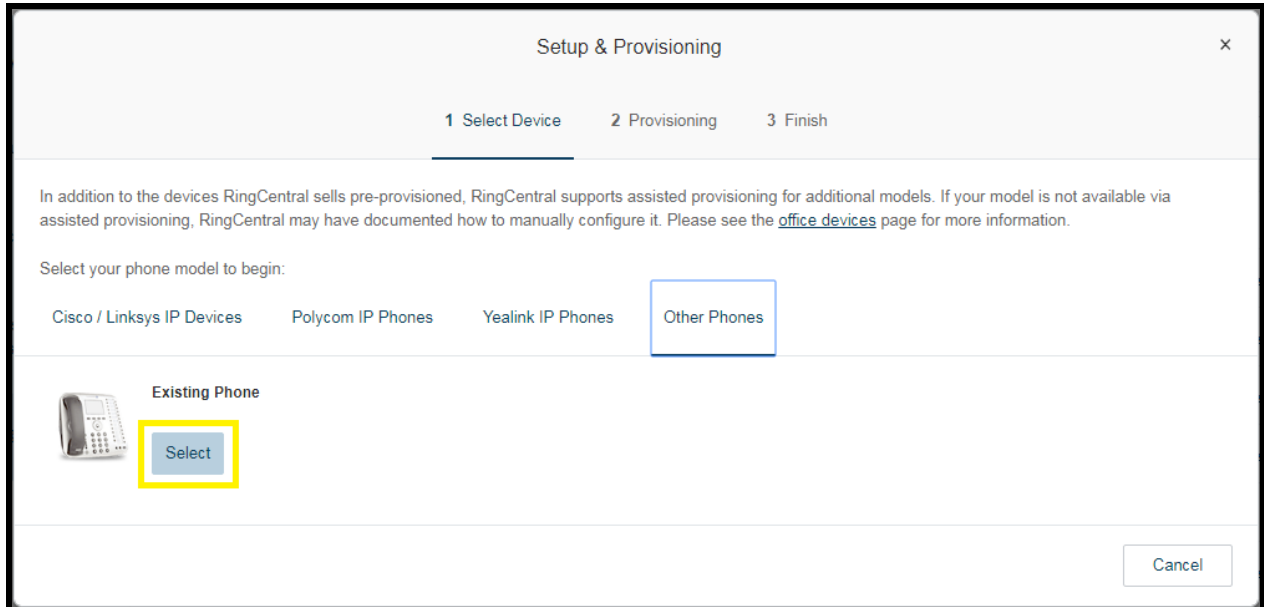 Setup & Provisioning
×
1 Select Device 2 Provisioning 3 Finish
In addition to the devices RingCentral sells pre-provisioned, RingCentral supports assisted provisioning for additional models. If your model is not available via
assisted provisioning, RingCentral may have documented how to manually configure it. Please see the office devices page for more information.
Select your phone model to begin:
Cisco / Linksys IP Devices Polycom IP Phones Yealink IP Phones Other Phones
Existing Phone
Select
Cancel